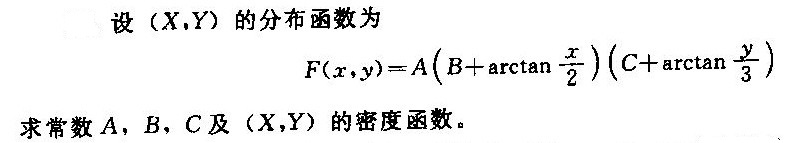 设（X,Y）的分布函数为
F(x,y)=A(B+arctan x/2)(C+arctan y/3)
求常数 A，B，C 及（X,Y）的密度函数。